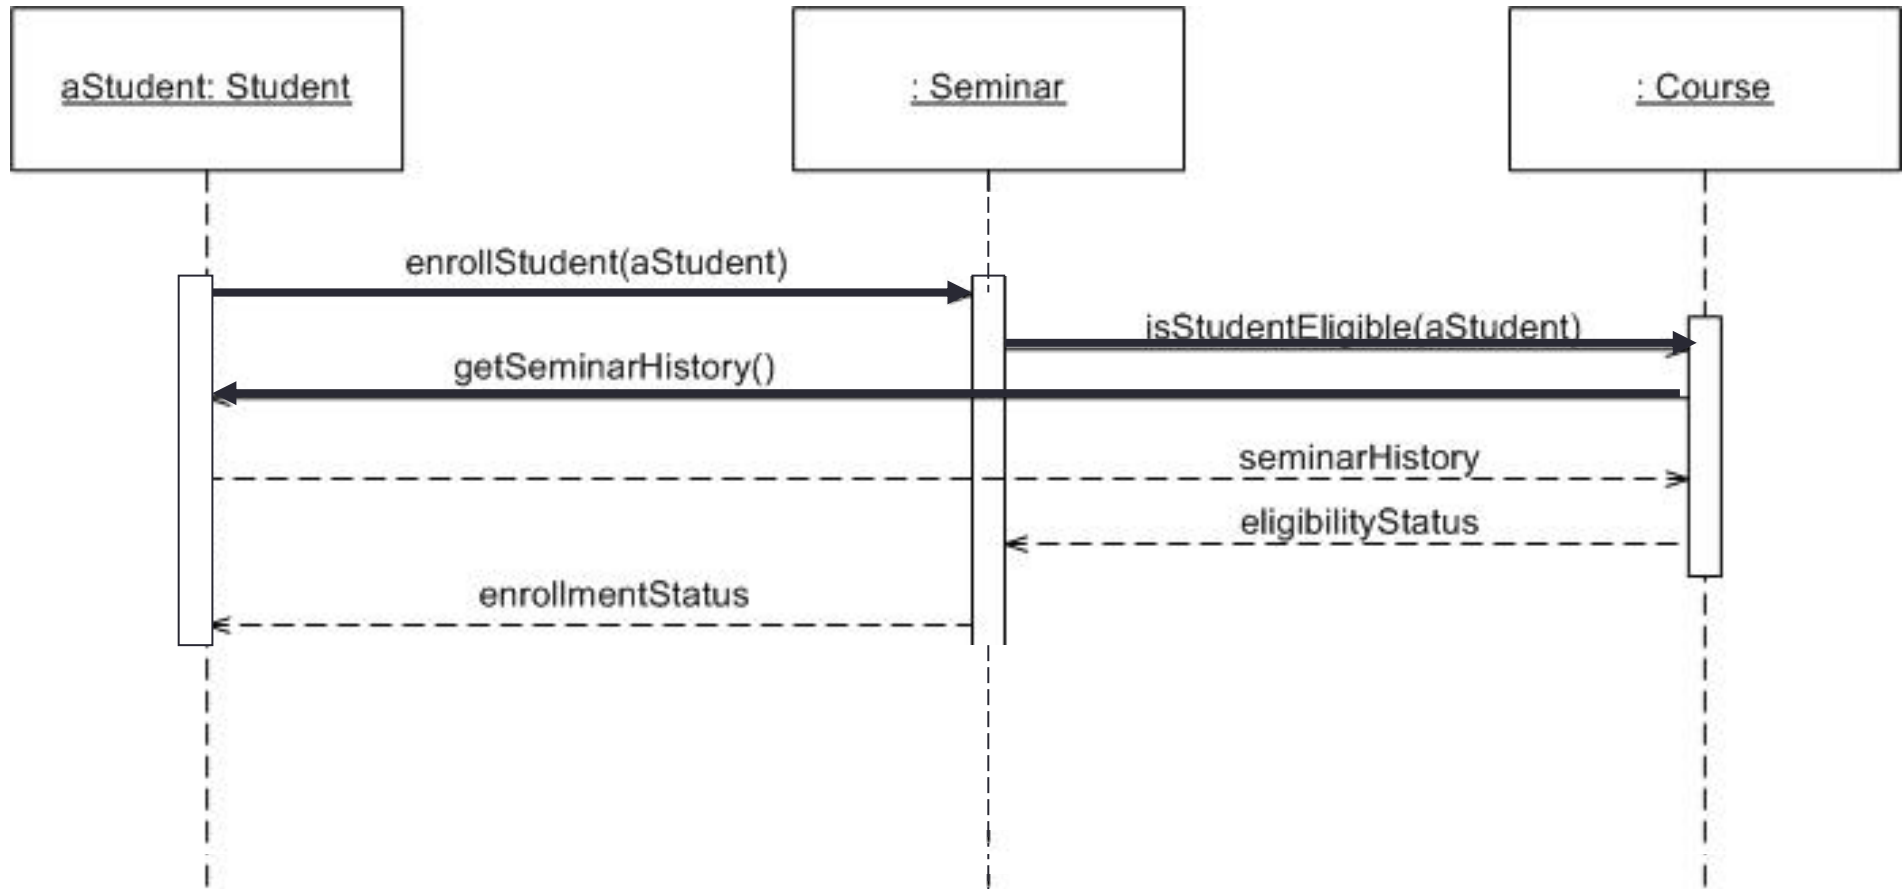 aStudent: Student
: Seminar
: Course
enrollStudent(aStudent)
isStudentEligible(aStudent)
getSeminarHistory()
seminarHistory
eligibilityStatus
enrollmentStatus